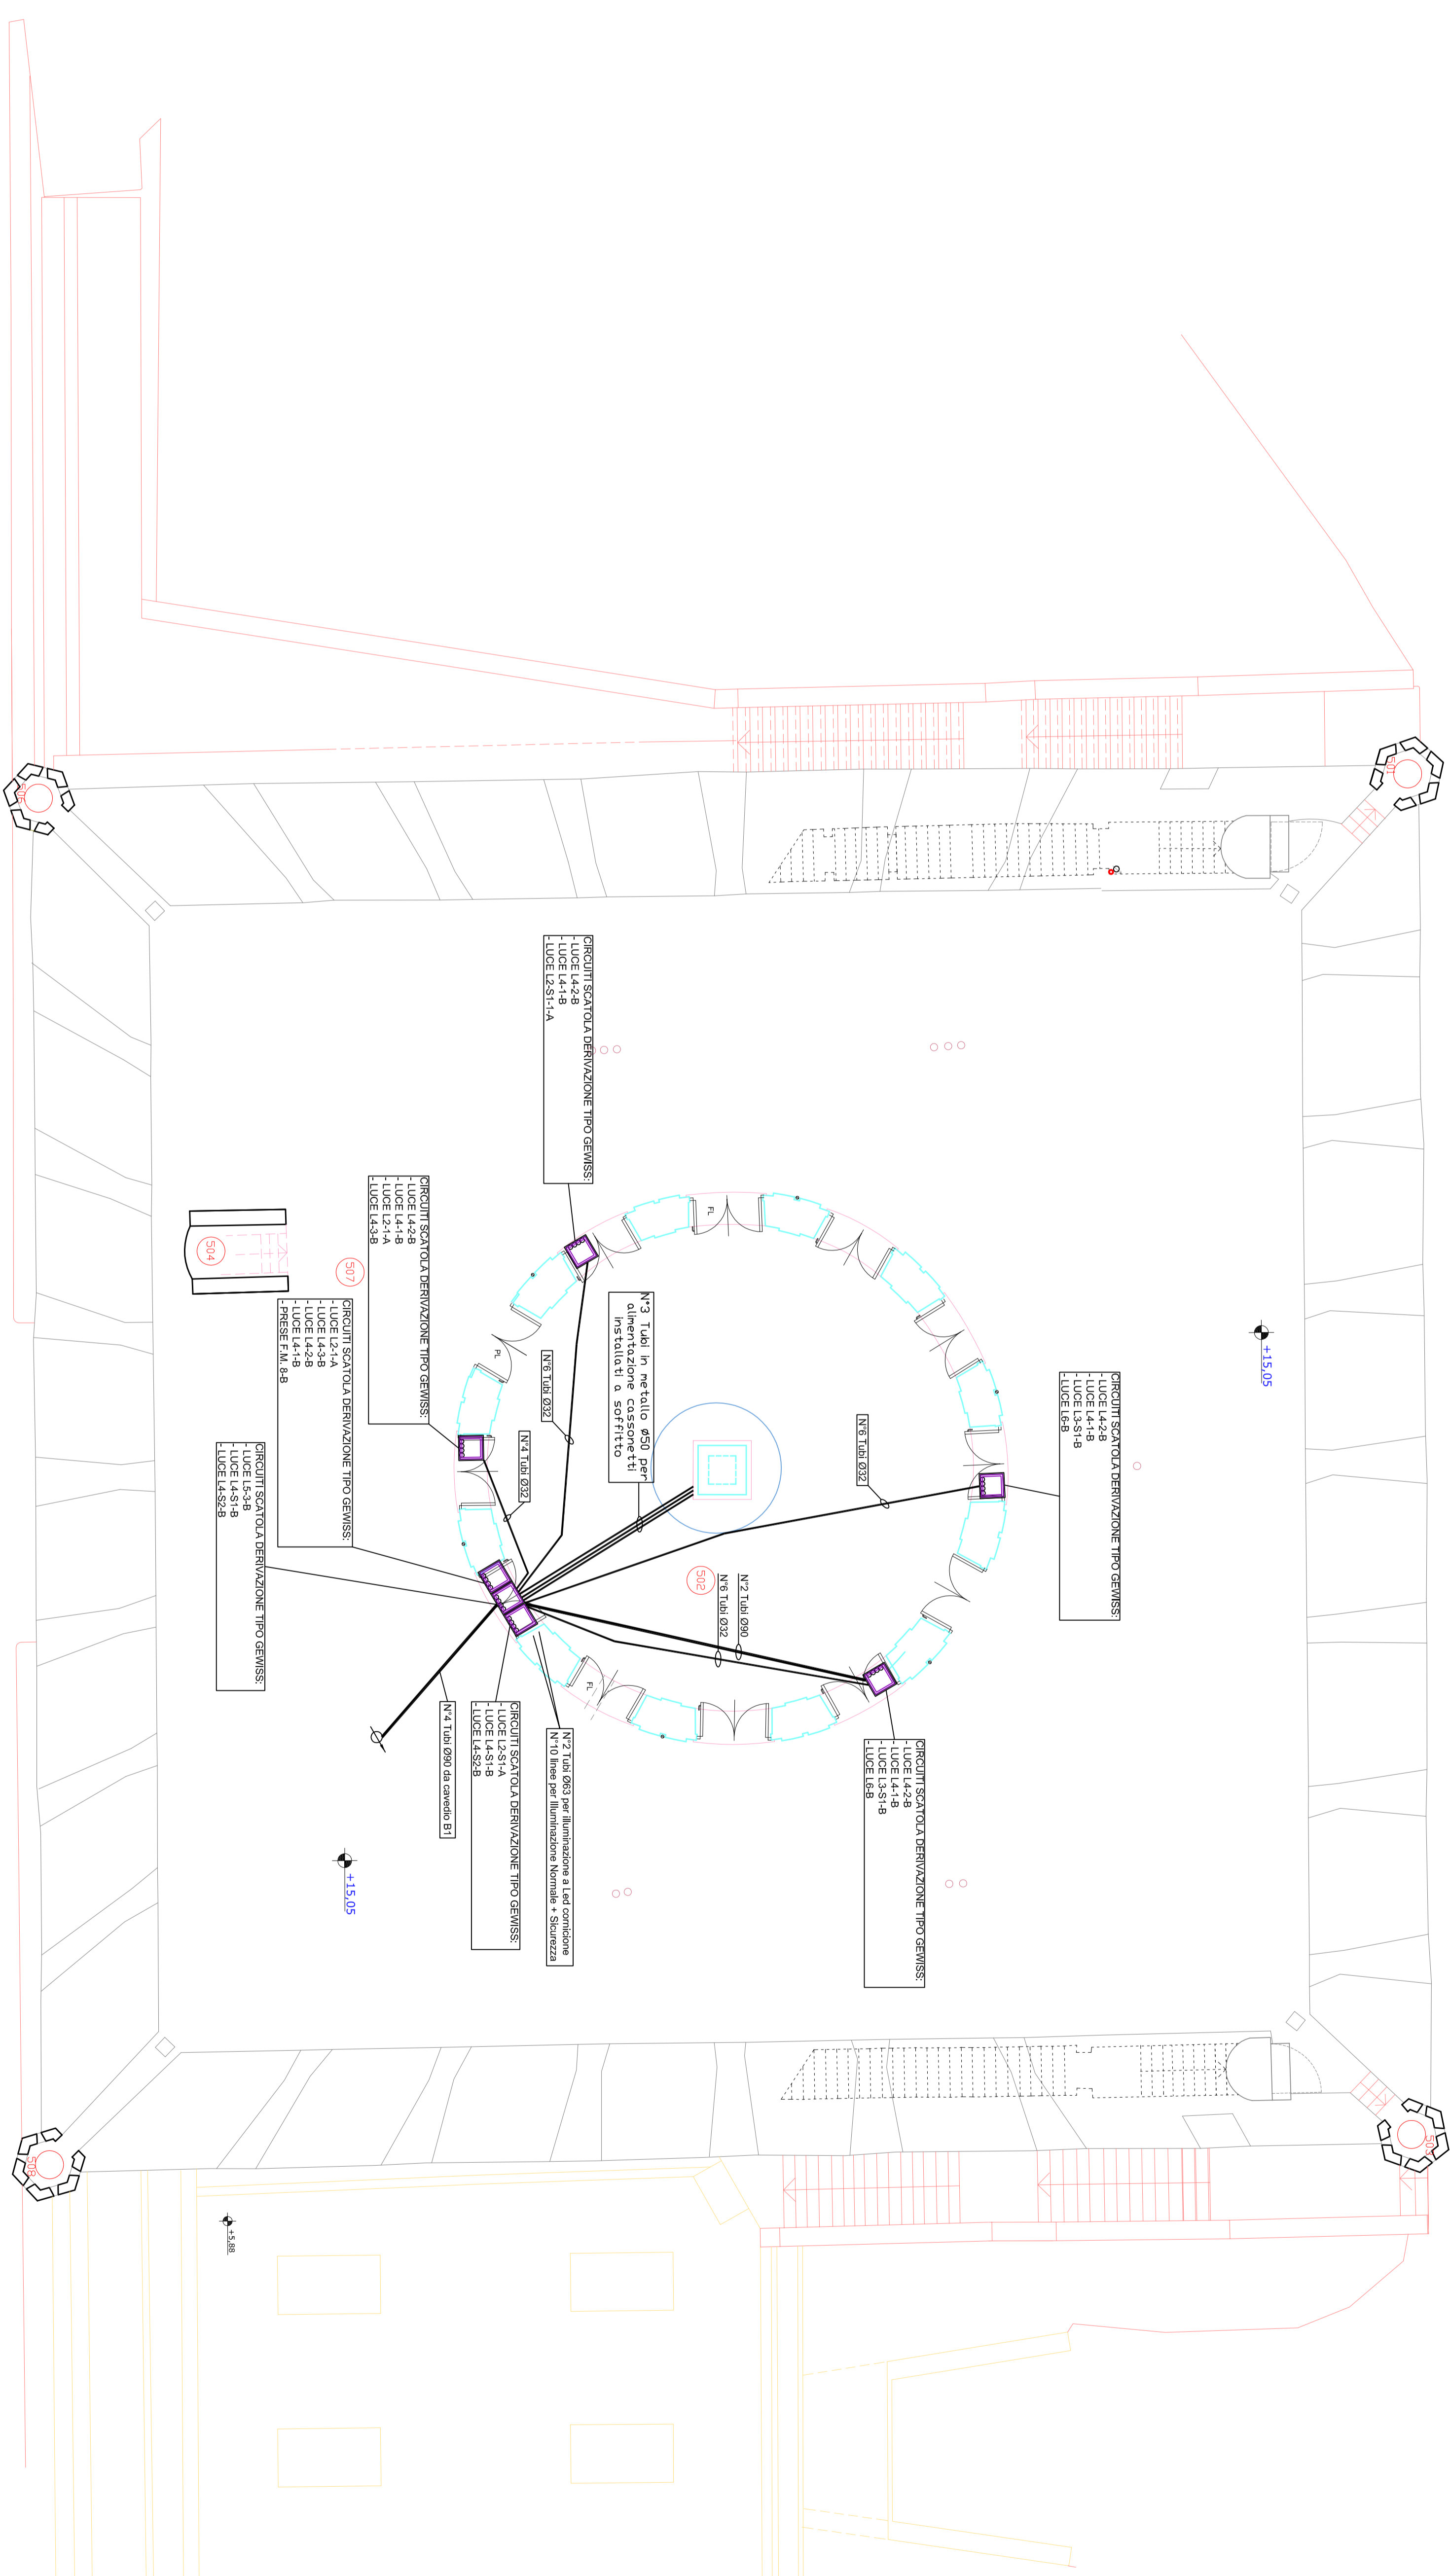 501
+15,05
CIRCUITI SCATOLA DERIVAZIONE TIPO GEWISS:
- LUCE L4-2-B
- LUCE L4-1-B
- LUCE L3-S1-B
- LUCE L6-B
503
CIRCUITI SCATOLA DERIVAZIONE TIPO GEWISS:
- LUCE L4-2-B
- LUCE L4-1-B
- LUCE L3-S1-B
- LUCE L6-B
N°6 Tubi Ø32
N°2 Tubi Ø90
N°6 Tubi Ø32
502
FL
N°3 Tubi in metallo Ø50 per
alimentazione cassonetti
installati a soffitto
CIRCUITI SCATOLA DERIVAZIONE TIPO GEWISS:
- LUCE L4-2-B
- LUCE L4-1-B
- LUCE L2-S1-1-A
FL
N°2 Tubi Ø63 per illuminazione a Led cornicione
N°10 linee per Illuminazione Normale + Sicurezza
N°6 Tubi Ø32
N°4 Tubi Ø32
CIRCUITI SCATOLA DERIVAZIONE TIPO GEWISS:
- LUCE L2-S1-A
- LUCE L4-S1-B
- LUCE L4-S2-B
PL
N°4 Tubi Ø90 da cavedio B1
CIRCUITI SCATOLA DERIVAZIONE TIPO GEWISS:
- LUCE L4-2-B
- LUCE L4-1-B
- LUCE L2-1-A
- LUCE L4-3-B
507
+15,05
CIRCUITI SCATOLA DERIVAZIONE TIPO GEWISS:
- LUCE L2-1-A
- LUCE L4-3-B
- LUCE L4-2-B
- LUCE L4-1-B
- PRESE F.M. 8-B
CIRCUITI SCATOLA DERIVAZIONE TIPO GEWISS:
- LUCE L5-3-B
- LUCE L4-S1-B
- LUCE L4-S2-B
504
+5,88
508